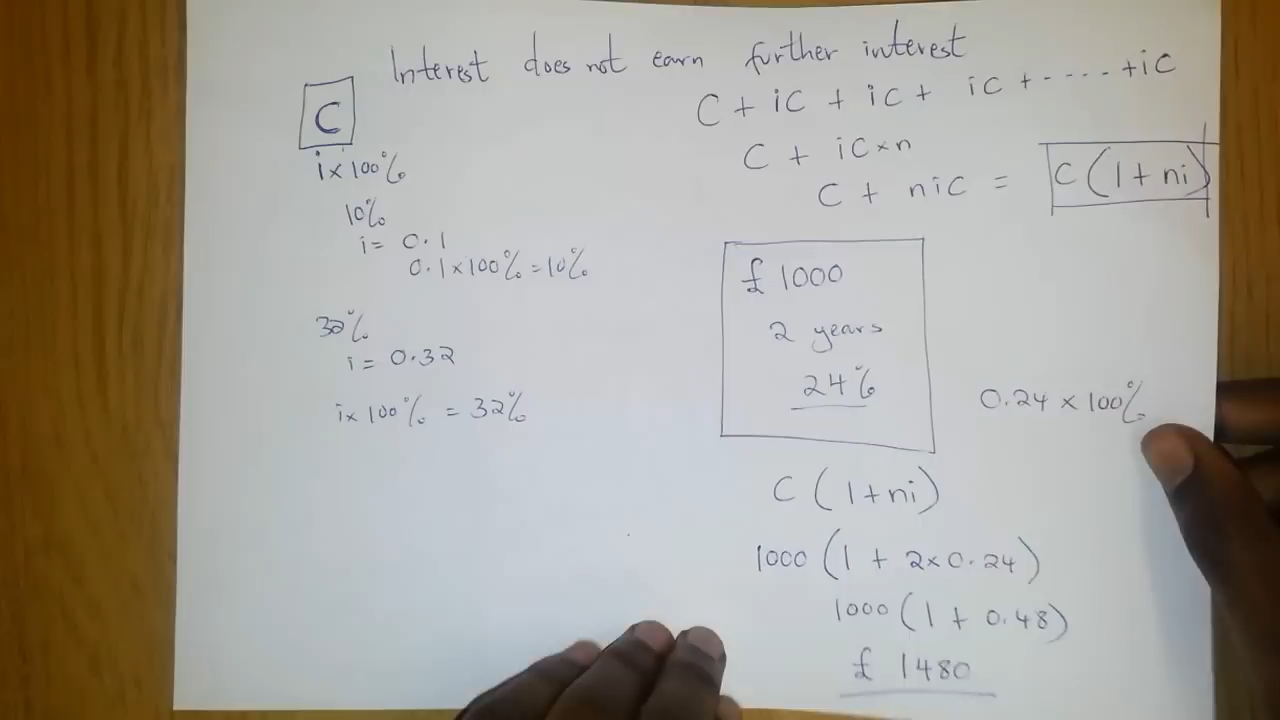 Interest does not earn further interest
C
i × 100%
10%
i = 0.1
0.1 × 100% = 10%
32%
i = 0.32
i × 100% = 32%
C + iC + iC + iC + ..... + iC
C + iC × n
C + niC = C(1 + ni)
£ 1000
2 years
24%
0.24 × 100%
C (1 + ni)
1000 (1 + 2 × 0.24)
1000 (1 + 0.48)
£ 1480